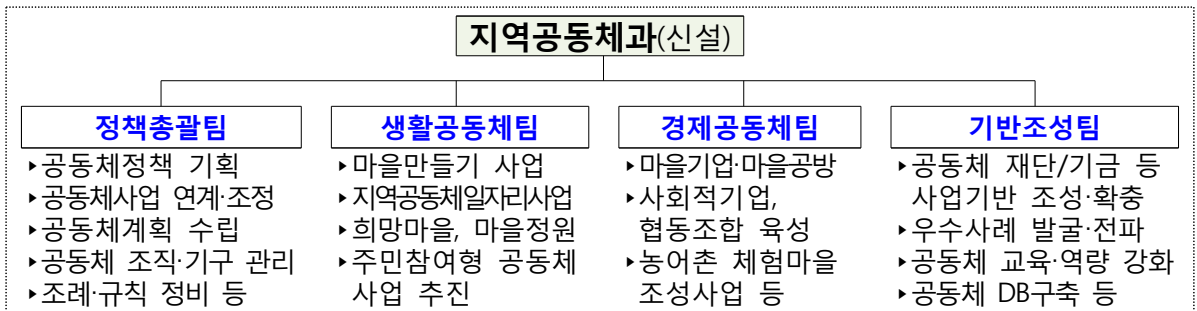 지역공동체과(신설)
정책총괄팀
▸공동체정책 기획
▸공동체사업 연계·조정
▸공동체계획 수립
▸공동체 조직·기구 관리
▸조례·규칙 정비 등
생활공동체팀
▸마을만들기 사업
▸지역공동체일자리사업
▸희망마을, 마을정원
▸주민참여형 공동체
사업 추진
경제공동체팀
▸마을기업·마을공방
▸사회적기업,
협동조합 육성
▸농어촌 체험마을
조성사업 등
기반조성팀
▸공동체 재단/기금 등
사업기반 조성·확충
▸우수사례 발굴·전파
▸공동체 교육·역량 강화
▸공동체 DB구축 등